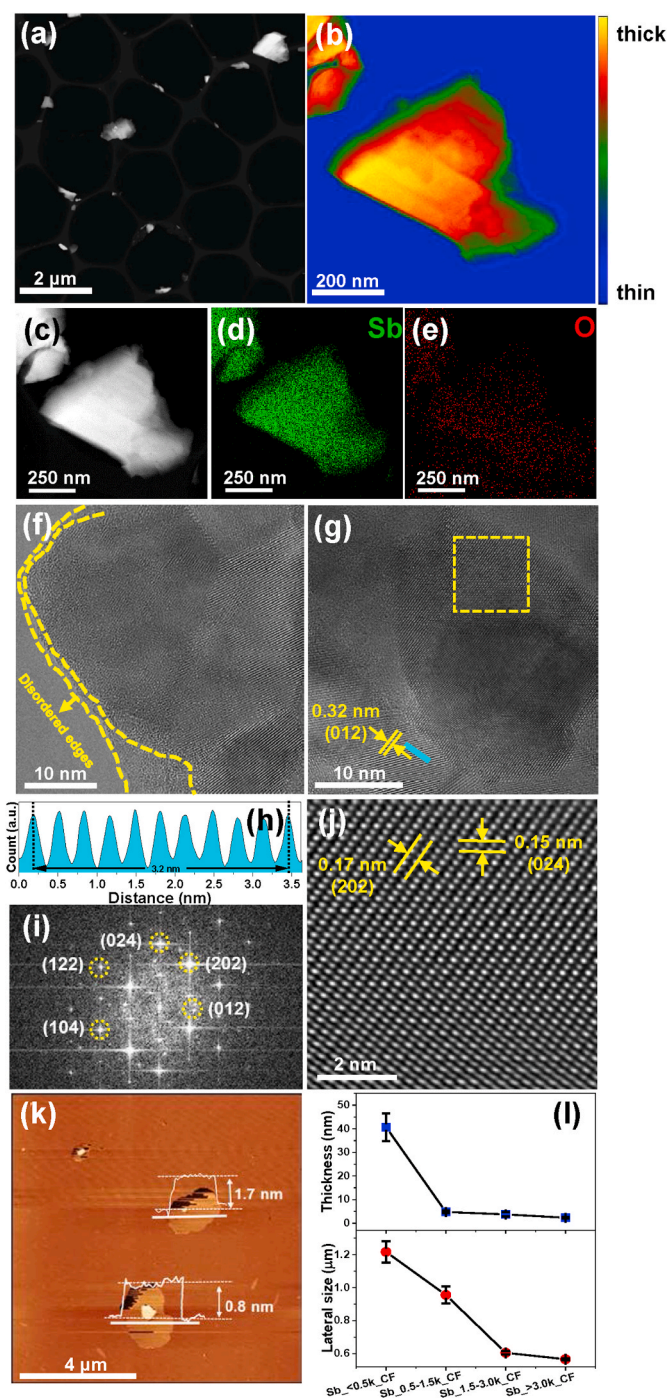 (a)
2 µm
(b)
200 nm
thick
thin
(c)
250 nm
(d)
Sb
250 nm
(e)
O
250 nm
(f)
Disordered edges
10 nm
(g)
0.32 nm
(012)
10 nm
(h)
Count (a.u.)
3.2 nm
0.0 0.5 1.0 1.5 2.0 2.5 3.0 3.5
Distance (nm)
(i)
(024)
(122)
(202)
(012)
(104)
(j)
0.17 nm
(202)
0.15 nm
(024)
2 nm
(k)
1.7 nm
0.8 nm
4 µm
(l)
Thickness (nm)
50
40
30
20
10
0
Lateral size (µm)
1.2
1.0
0.8
0.6
Sb_<0.5k_CF
Sb_0.5-1.5k_CF
Sb_1.5-3.0k_CF
Sb_>3.0k_CF